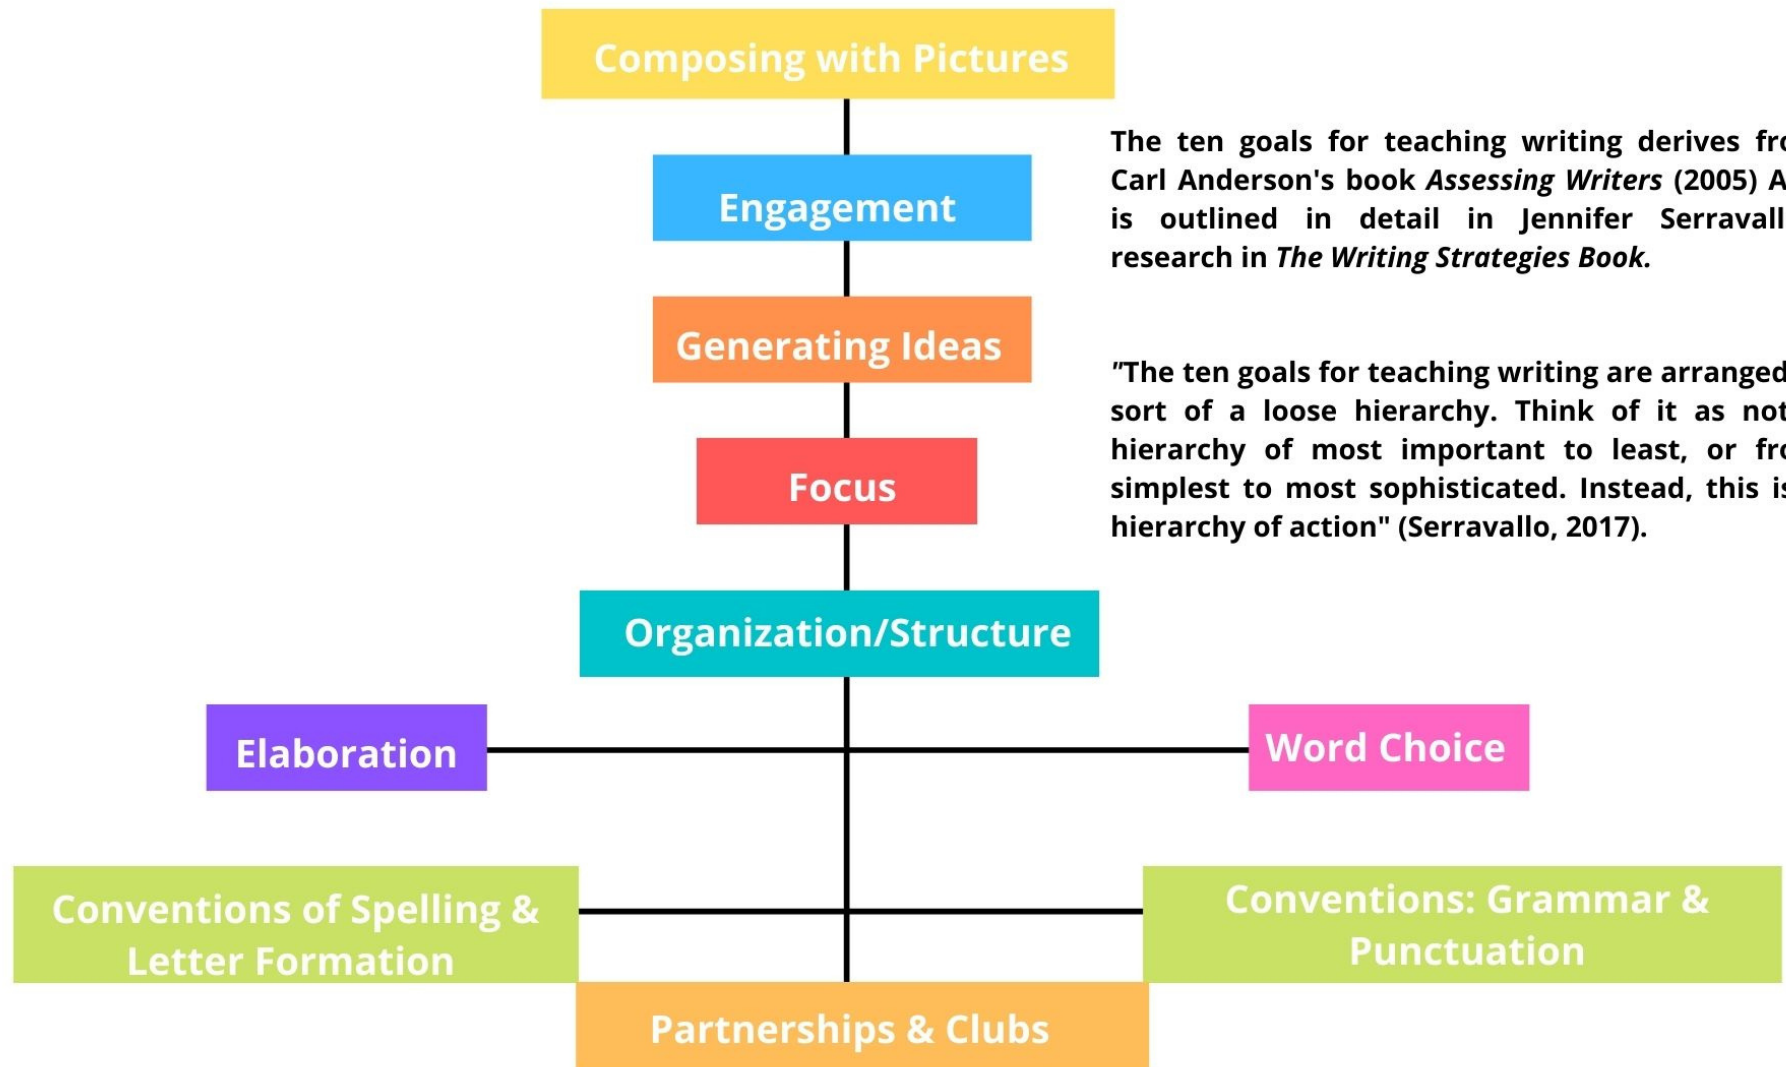 Composing with Pictures
Engagement
Generating Ideas
Focus
Organization/Structure
Elaboration
Word Choice
Conventions of Spelling &
Letter Formation
Conventions: Grammar &
Punctuation
Partnerships & Clubs
The ten goals for teaching writing derives
Carl Anderson's book Assessing Writers (2005)
is outlined in detail in Jennifer
research in The Writing Strategies Book.
"The ten goals for teaching writing are arranged
sort of a loose hierarchy. Think of it as not
hierarchy of most important to least, or
simplest to most sophisticated. Instead, this
hierarchy of action" (Serravallo, 2017).